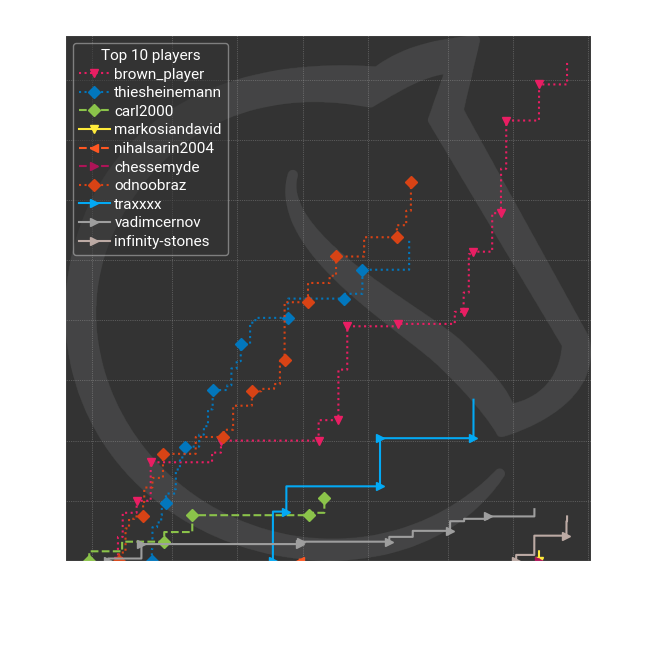 Top 10 players
brown_player
thiesheinemann
carl2000
markosiandavid
nihalsarin2004
chessemyde
odnoobraz
traxxxx
vadimcernov
infinity-stones